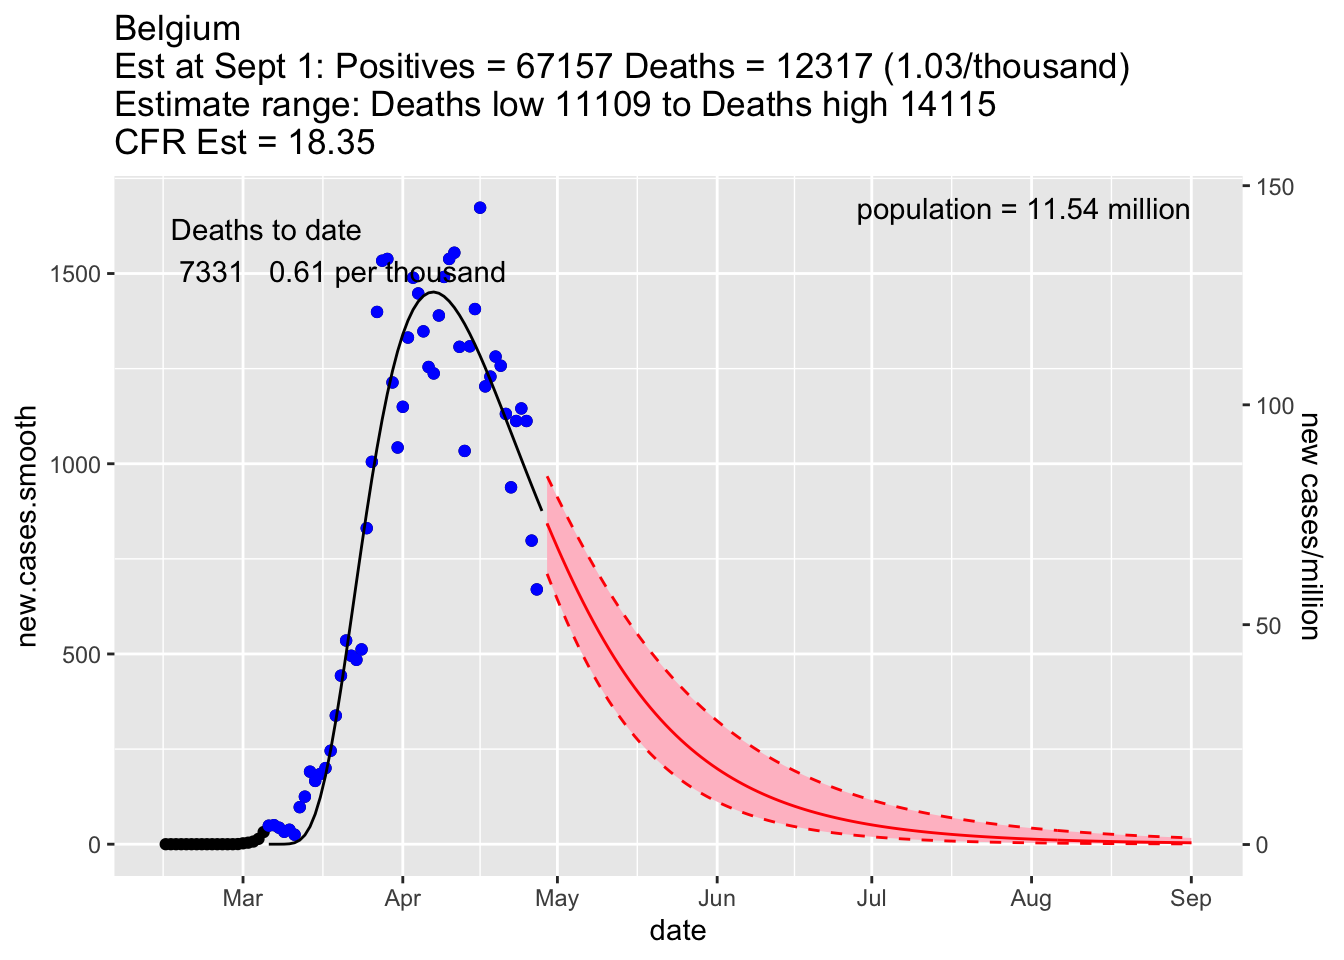 Belgium
Est at Sept 1: Positives = 67157 Deaths = 12317 (1.03/thousand)
Estimate range: Deaths low 11109 to Deaths high 14115
CFR Est = 18.35
population = 11.54 million
Deaths to date
7331 0.61 per thousand
new.cases.smooth
1500
1000
500
0
150
100
50
0
new cases/million
Mar Apr May Jun Jul Aug Sep
date